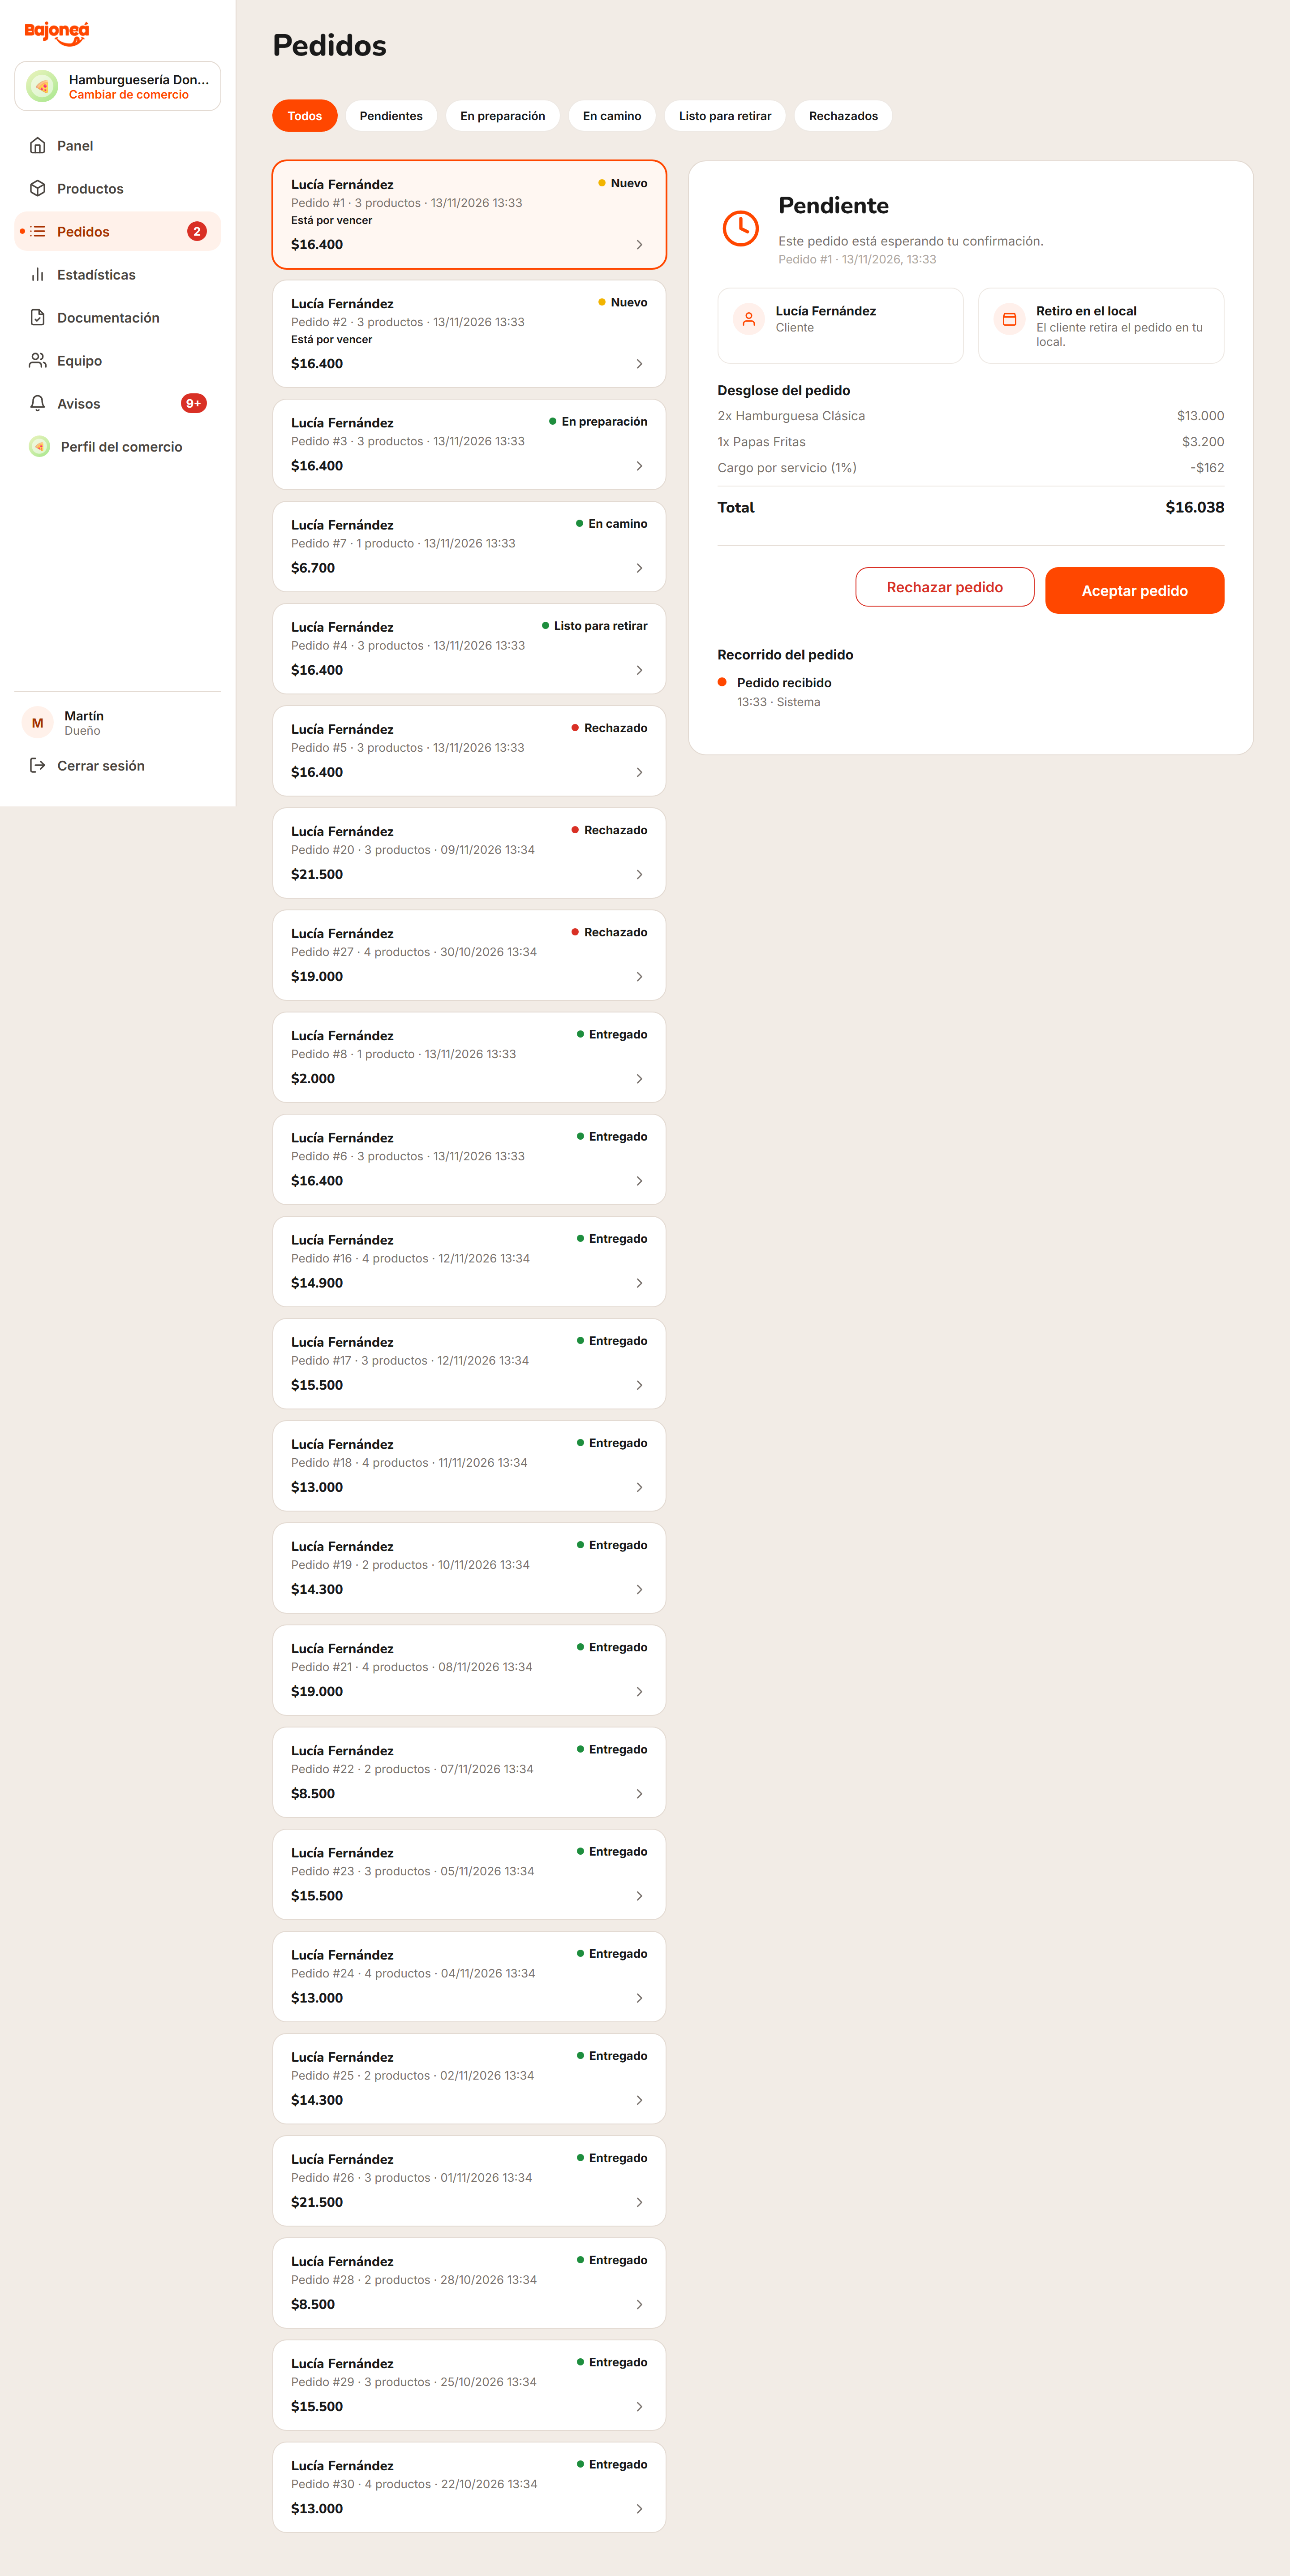 Bajoneá
Hamburguesería Don...
Cambiar de comercio
Panel
Productos
Pedidos
2
Estadísticas
Documentación
Equipo
Avisos
9+
Perfil del comercio
M
Martín
Dueño
Cerrar sesión
Pedidos
Todos
Pendientes
En preparación
En camino
Listo para retirar
Rechazados
Lucía Fernández
Nuevo
Pedido #1 · 3 productos · 13/11/2026 13:33
Está por vencer
$16.400
Lucía Fernández
Nuevo
Pedido #2 · 3 productos · 13/11/2026 13:33
Está por vencer
$16.400
Lucía Fernández
En preparación
Pedido #3 · 3 productos · 13/11/2026 13:33
$16.400
Lucía Fernández
En camino
Pedido #7 · 1 producto · 13/11/2026 13:33
$6.700
Lucía Fernández
Listo para retirar
Pedido #4 · 3 productos · 13/11/2026 13:33
$16.400
Lucía Fernández
Rechazado
Pedido #5 · 3 productos · 13/11/2026 13:33
$16.400
Lucía Fernández
Rechazado
Pedido #20 · 3 productos · 09/11/2026 13:34
$21.500
Lucía Fernández
Rechazado
Pedido #27 · 4 productos · 30/10/2026 13:34
$19.000
Lucía Fernández
Entregado
Pedido #8 · 1 producto · 13/11/2026 13:33
$2.000
Lucía Fernández
Entregado
Pedido #6 · 3 productos · 13/11/2026 13:33
$16.400
Lucía Fernández
Entregado
Pedido #16 · 4 productos · 12/11/2026 13:34
$14.900
Lucía Fernández
Entregado
Pedido #17 · 3 productos · 12/11/2026 13:34
$15.500
Lucía Fernández
Entregado
Pedido #18 · 4 productos · 11/11/2026 13:34
$13.000
Lucía Fernández
Entregado
Pedido #19 · 2 productos · 10/11/2026 13:34
$14.300
Lucía Fernández
Entregado
Pedido #21 · 4 productos · 08/11/2026 13:34
$19.000
Lucía Fernández
Entregado
Pedido #22 · 2 productos · 07/11/2026 13:34
$8.500
Lucía Fernández
Entregado
Pedido #23 · 3 productos · 05/11/2026 13:34
$15.500
Lucía Fernández
Entregado
Pedido #24 · 4 productos · 04/11/2026 13:34
$13.000
Lucía Fernández
Entregado
Pedido #25 · 2 productos · 02/11/2026 13:34
$14.300
Lucía Fernández
Entregado
Pedido #26 · 3 productos · 01/11/2026 13:34
$21.500
Lucía Fernández
Entregado
Pedido #28 · 2 productos · 28/10/2026 13:34
$8.500
Lucía Fernández
Entregado
Pedido #29 · 3 productos · 25/10/2026 13:34
$15.500
Lucía Fernández
Entregado
Pedido #30 · 4 productos · 22/10/2026 13:34
$13.000
Pendiente
Este pedido está esperando tu confirmación.
Pedido #1 · 13/11/2026, 13:33
Lucía Fernández
Cliente
Retiro en el local
El cliente retira el pedido en tu
local.
Desglose del pedido
2x Hamburguesa Clásica $13.000
1x Papas Fritas $3.200
Cargo por servicio (1%) -$162
Total $16.038
Rechazar pedido
Aceptar pedido
Recorrido del pedido
Pedido recibido
13:33 · Sistema